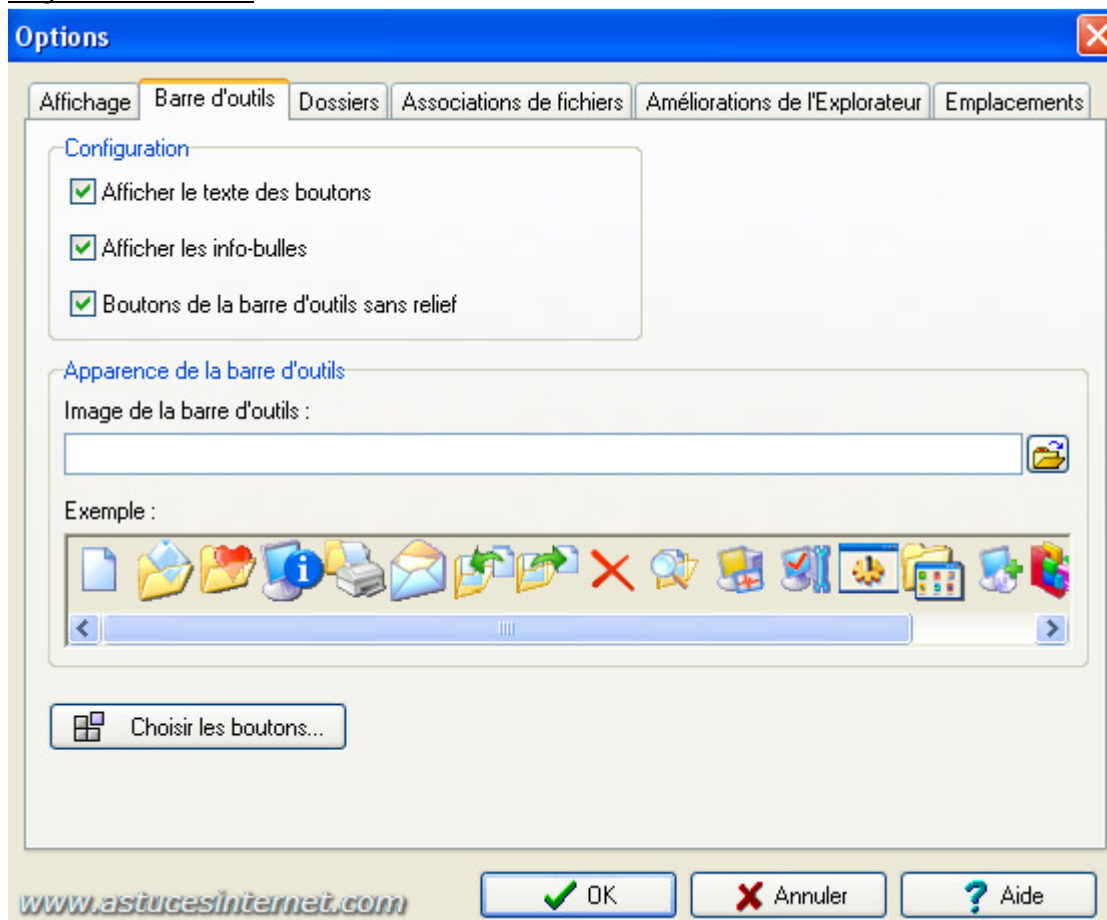 Options
Affichage Barre d'outils Dossiers Associations de fichiers Améliorations de l'Explorateur Emplacements
Configuration
Afficher le texte des boutons
Afficher les info-bulles
Boutons de la barre d'outils sans relief
Apparence de la barre d'outils
Image de la barre d'outils :
Exemple :
Choisir les boutons...
www.astucesinternet.com
OK Annuler Aide